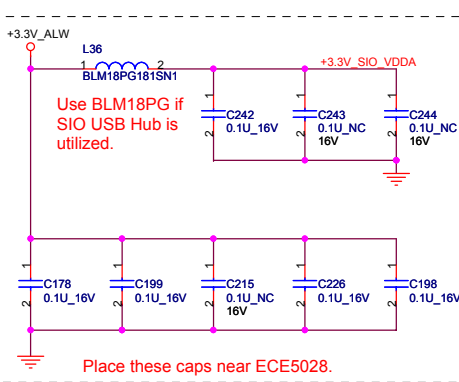 +3.3V_ALW
L36
1 2
BLM18PG181SN1
+3.3V_SIO_VDDA
Use BLM18PG if
SIO USB Hub is
utilized.
1 1 1
C242 C243 C244
0.1U_16V 0.1U_NC 0.1U_NC
2 2 2
16V 16V
1 1 1 1 1
C178 C199 C215 C226 C198
0.1U_16V 0.1U_16V 0.1U_NC 0.1U_16V 0.1U_16V
2 2 2 2 2
16V
Place these caps near ECE5028.